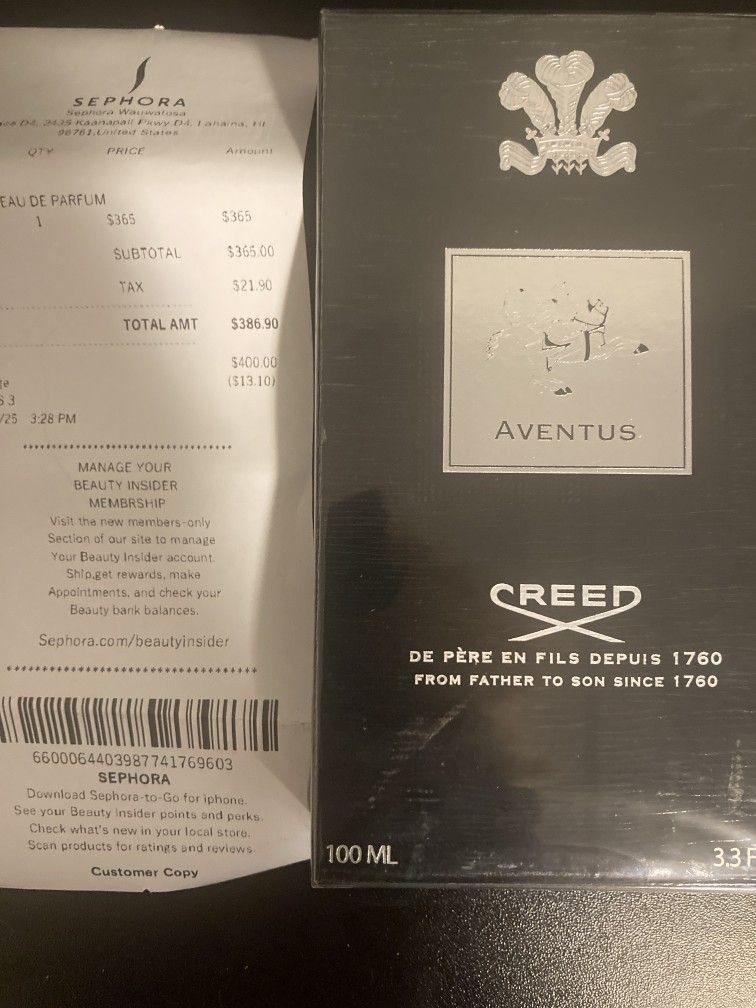 SEPHORA
Sephora Wauwatosa
D4, 2435 Kaanapali Pkwy D4, Lahaina, HI
96761,United States
QTY PRICE Amount
EAU DE PARFUM
1 $365 $365
SUBTOTAL $365.00
TAX $21.90
TOTAL AMT $386.90
$400.00
($13.10)
S 3
/25 3:28 PM
MANAGE YOUR
BEAUTY INSIDER
MEMBRSHIP
Visit the new members-only
Section of our site to manage
Your Beauty Insider account.
Ship,get rewards, make
Appointments, and check your
Beauty bank balances.
Sephora.com/beautyinsider
6600064403987741769603
SEPHORA
Download Sephora-to-Go for iphone.
See your Beauty Insider points and perks.
Check what's new in your local store.
Scan products for ratings and reviews.
Customer Copy
AVENTUS
CREED
DE PÈRE EN FILS DEPUIS 1760
FROM FATHER TO SON SINCE 1760
100 ML
3.3 F